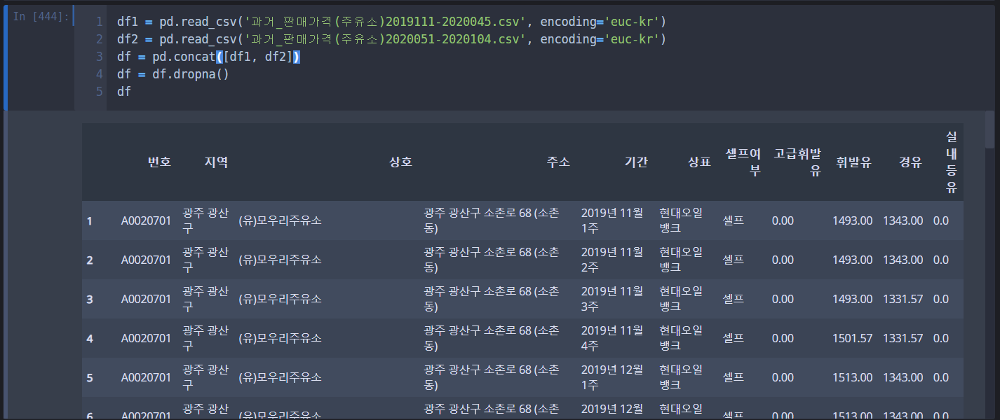 In [444]:
1 df1 = pd.read_csv('과거_판매가격(주유소)2019111-2020045.csv', encoding='euc-kr')
2 df2 = pd.read_csv('과거_판매가격(주유소)2020051-2020104.csv', encoding='euc-kr')
3 df = pd.concat([df1, df2])
4 df = df.dropna()
5 df
번호 지역 상호 주소 기간 상표 셀프여부 고급휘발유 휘발유 경유 실내등유
1 A0020701 광주 광산구 (유)모우리주유소 광주 광산구 소촌로 68 (소촌동) 2019년 11월 1주 현대오일뱅크 셀프 0.00 1493.00 1343.00 0.0
2 A0020701 광주 광산구 (유)모우리주유소 광주 광산구 소촌로 68 (소촌동) 2019년 11월 2주 현대오일뱅크 셀프 0.00 1493.00 1343.00 0.0
3 A0020701 광주 광산구 (유)모우리주유소 광주 광산구 소촌로 68 (소촌동) 2019년 11월 3주 현대오일뱅크 셀프 0.00 1493.00 1331.57 0.0
4 A0020701 광주 광산구 (유)모우리주유소 광주 광산구 소촌로 68 (소촌동) 2019년 11월 4주 현대오일뱅크 셀프 0.00 1501.57 1331.57 0.0
5 A0020701 광주 광산구 (유)모우리주유소 광주 광산구 소촌로 68 (소촌동) 2019년 12월 1주 현대오일뱅크 셀프 0.00 1513.00 1343.00 0.0
6 A0020701 광주 광산 (유)모우리주유소 광주 광산구 소촌로 68 (소촌 2019년 12월 현대오일 셀프 0.00 1513.00 1343.00 0.0